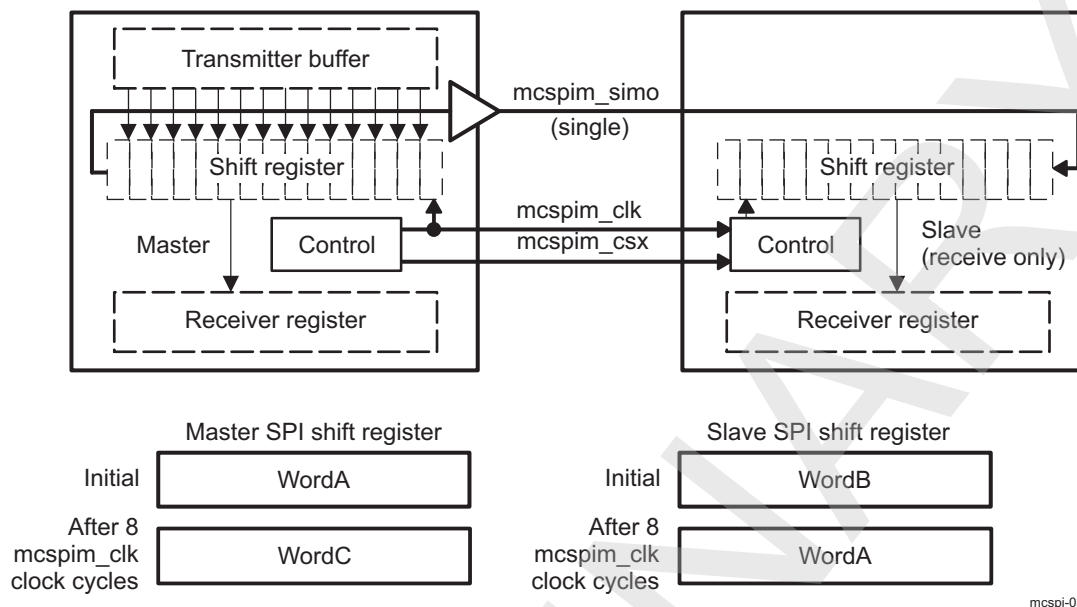 Transmitter buffer
mcspim_simo
(single)
Shift register
Shift register
mcspim_clk
Master
Control
mcspim_csx
Control
Slave
(receive only)
Receiver register
Receiver register
Master SPI shift register
Slave SPI shift register
Initial
WordA
Initial
WordB
After 8
mcspim_clk
clock cycles
WordC
After 8
mcspim_clk
clock cycles
WordA